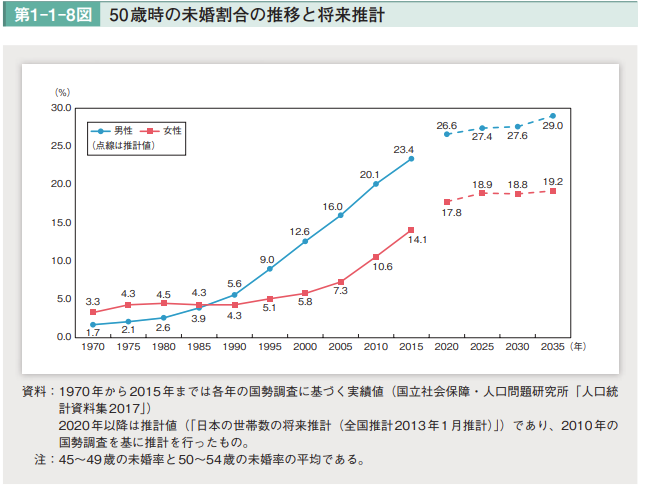 第1-1-8図 50歳時の未婚割合の推移と将来推計
(%)
30.0
25.0
20.0
15.0
10.0
5.0
0.0
男性 女性
(点線は推計値)
1.7 2.1 2.6 3.9 5.6 9.0 12.6 16.0 20.1 23.4 26.6 27.4 27.6 29.0
3.3 4.3 4.5 4.3 4.3 5.1 5.8 7.3 10.6 14.1 17.8 18.9 18.8 19.2
1970 1975 1980 1985 1990 1995 2000 2005 2010 2015 2020 2025 2030 2035 (年)
資料:1970年から2015年までは各年の国勢調査に基づく実績値(国立社会保障・人口問題研究所「人口統
計資料集2017」)
2020年以降は推計値(「日本の世帯数の将来推計(全国推計2013年1月推計)」)であり、2010年の
国勢調査を基に推計を行ったもの。
注:45~49歳の未婚率と50~54歳の未婚率の平均である。